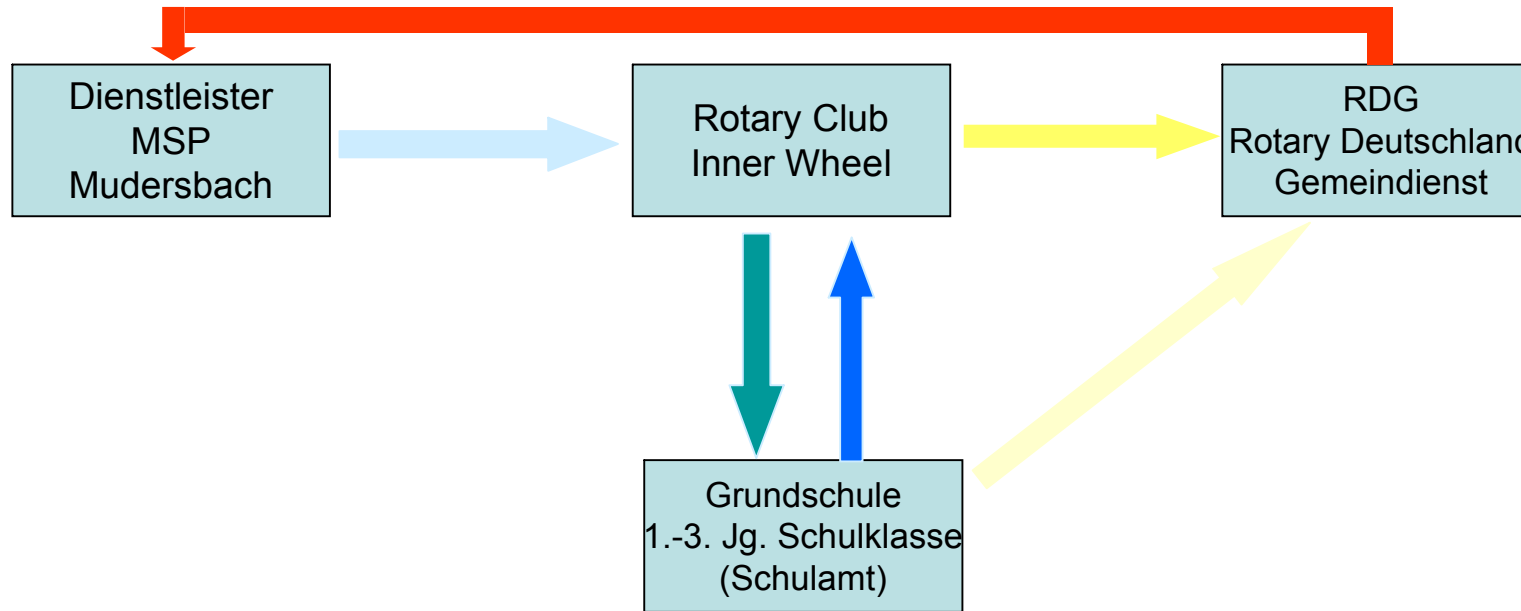 Dienstleister
MSP
Mudersbach
Rotary Club
Inner Wheel
RDG
Rotary Deutschland
Gemeindienst
Grundschule
1.-3. Jg. Schulklasse
(Schulamt)